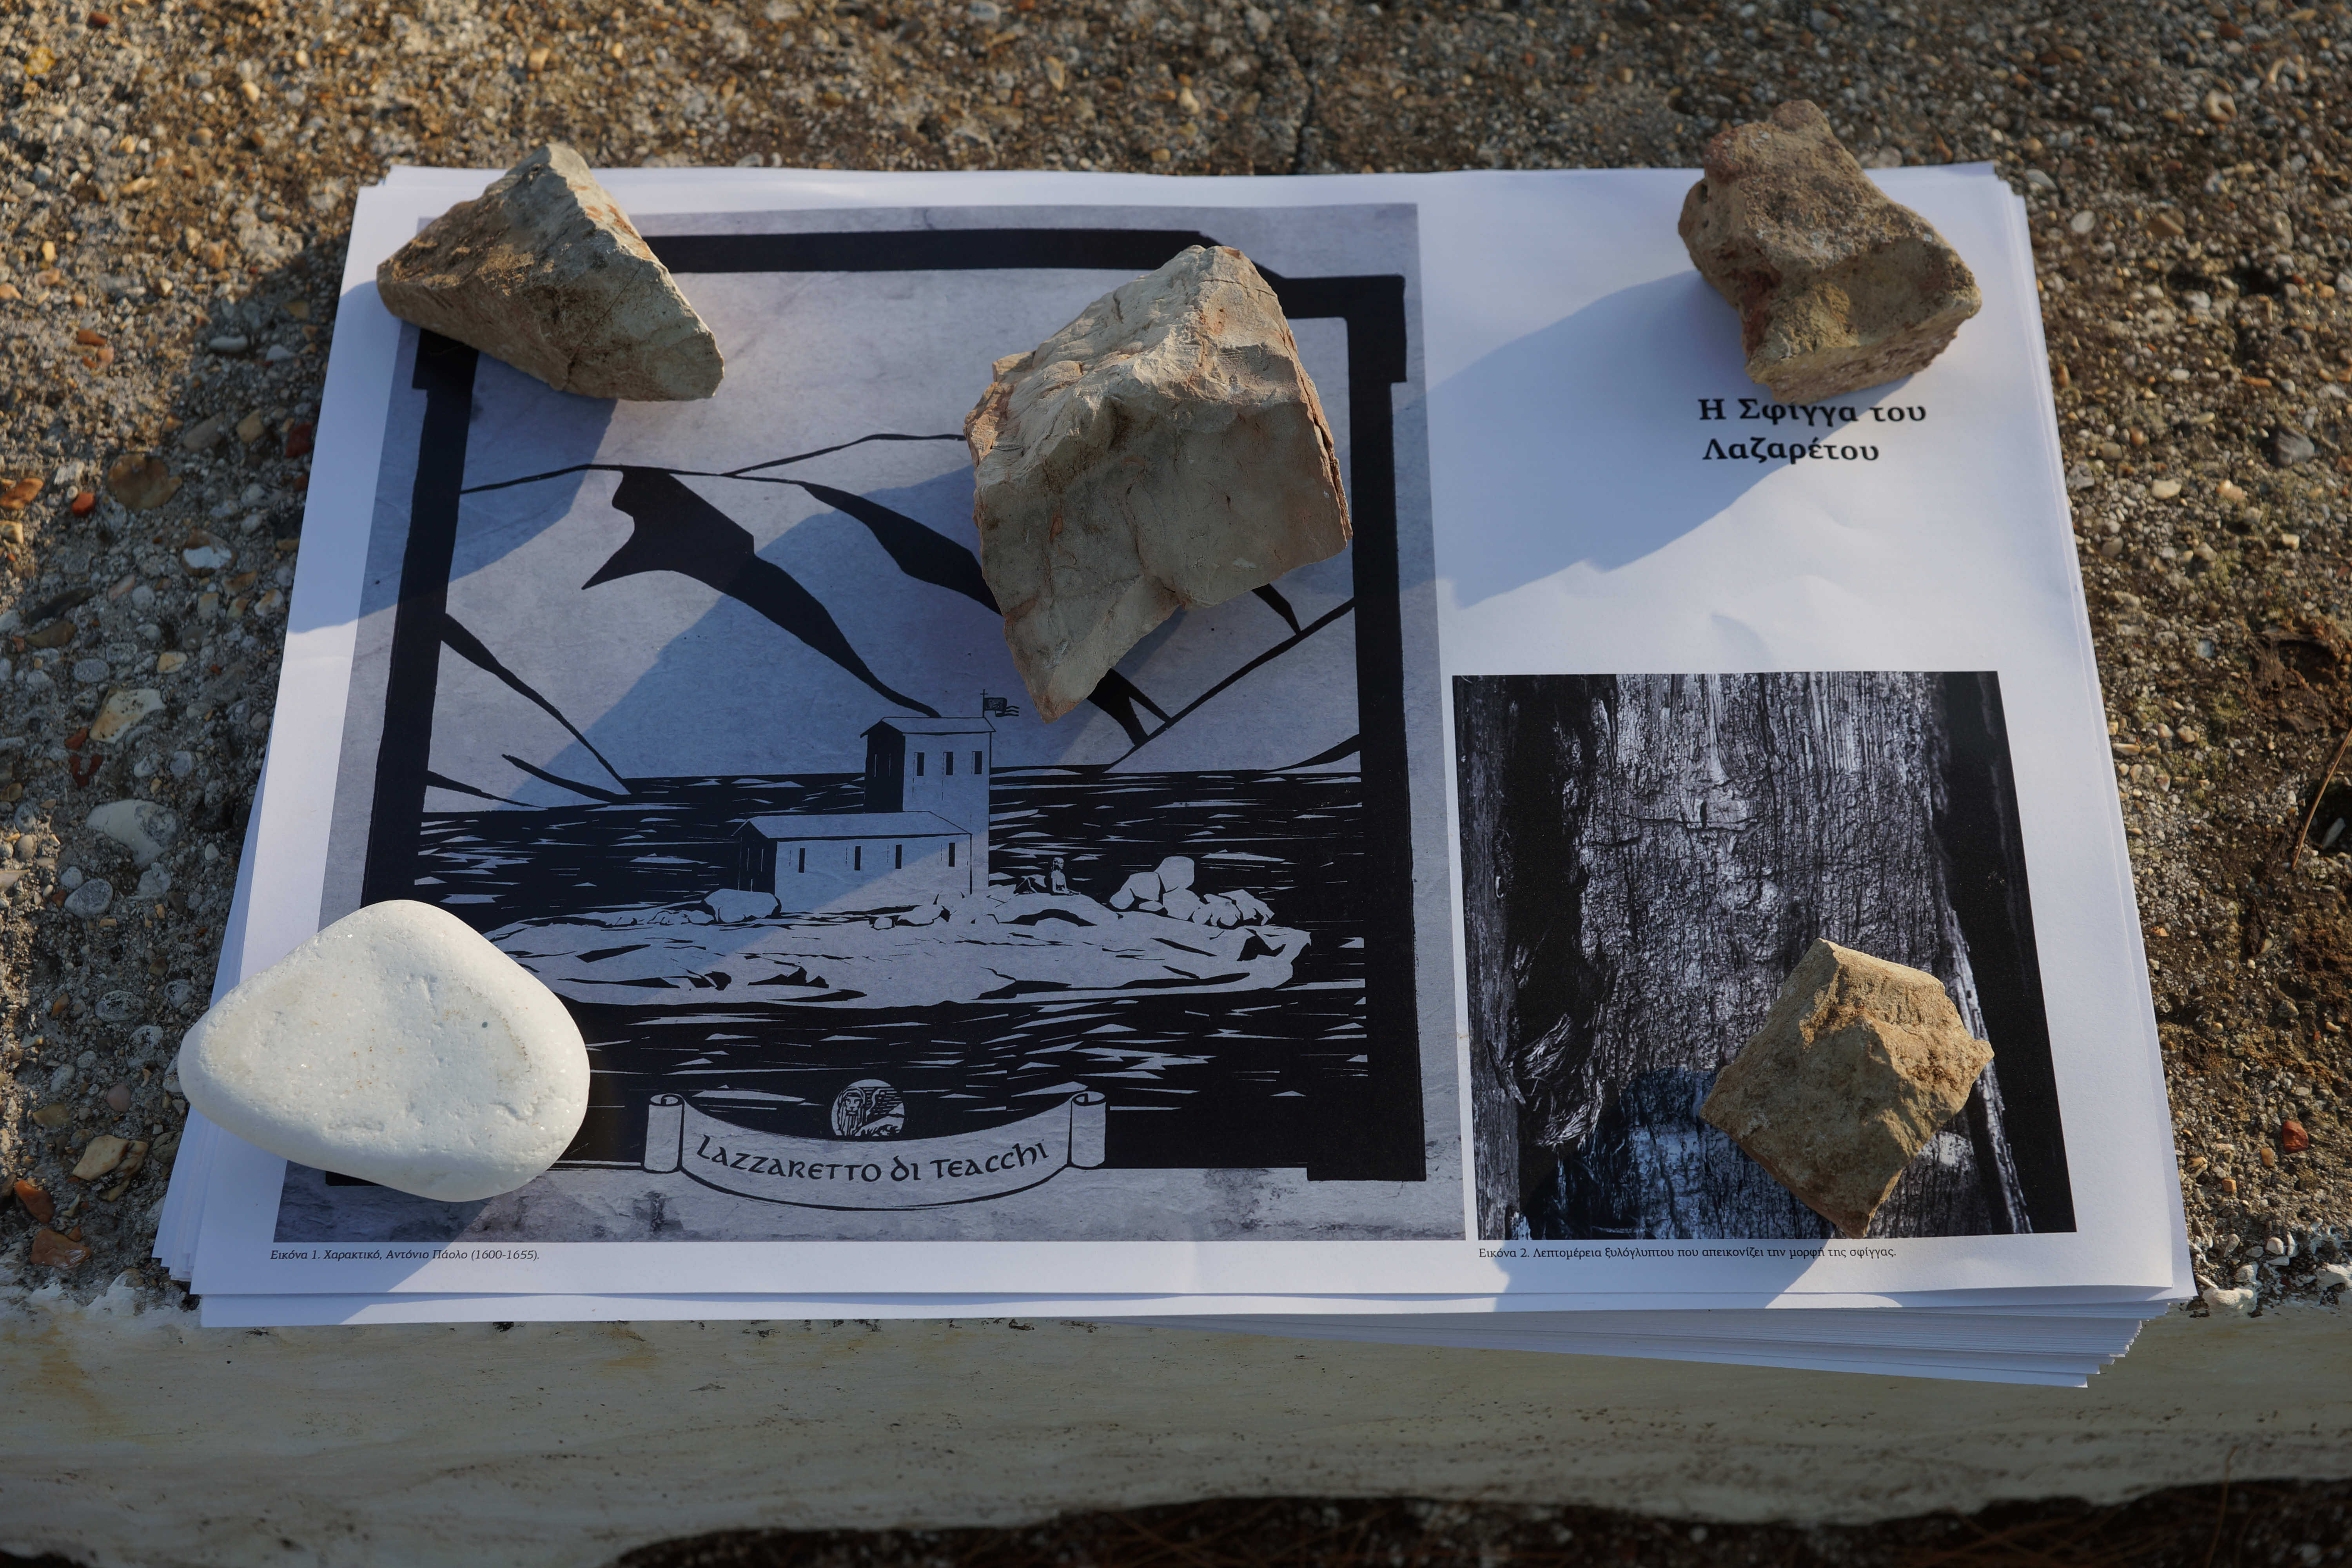 Η Σφίγγα του
Λαζαρέτου
LAZZARETTO DI TEACCHI
Εικόνα 1. Χαρακτικό, Αντόνιο Πάολο (1600-1655).
Εικόνα 2. Λεπτομέρεια ξυλόγλυπτου που απεικονίζει την μορφή της σφίγγας.